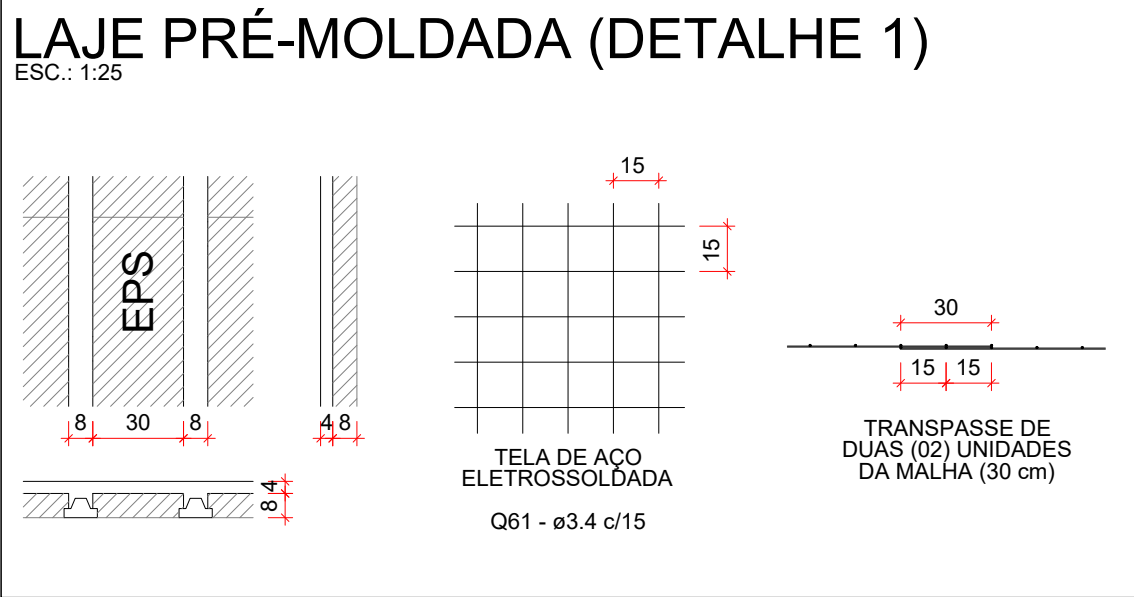 LAJE PRÉ-MOLDADA (DETALHE 1)
ESC.: 1:25
EPS
8 30 8
4 8
4
8
15
15
TELA DE AÇO
ELETROSSOLDADA
Q61 - ø3.4 c/15
30
15 15
TRANSPASSE DE
DUAS (02) UNIDADES
DA MALHA (30 cm)